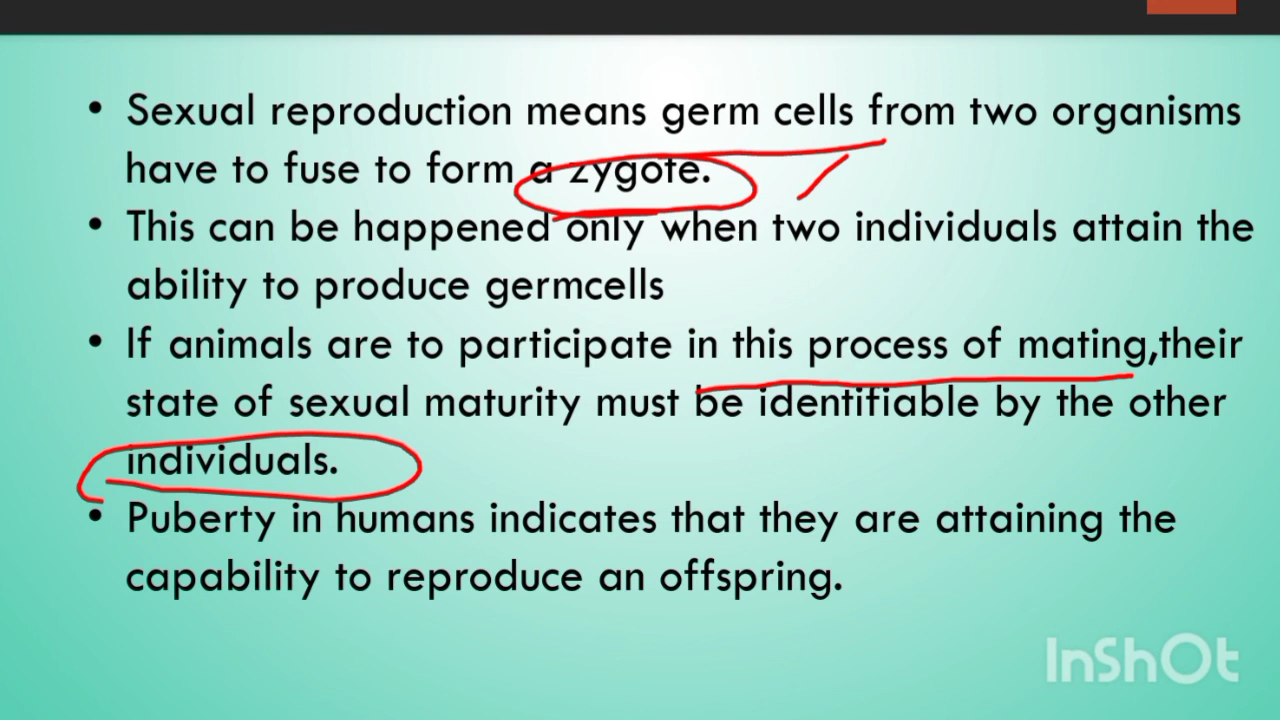 • Sexual reproduction means germ cells from two organisms
have to fuse to form a zygote.
• This can be happened only when two individuals attain the
ability to produce germcells
• If animals are to participate in this process of mating,their
state of sexual maturity must be identifiable by the other
individuals.
• Puberty in humans indicates that they are attaining the
capability to reproduce an offspring.
InShOt